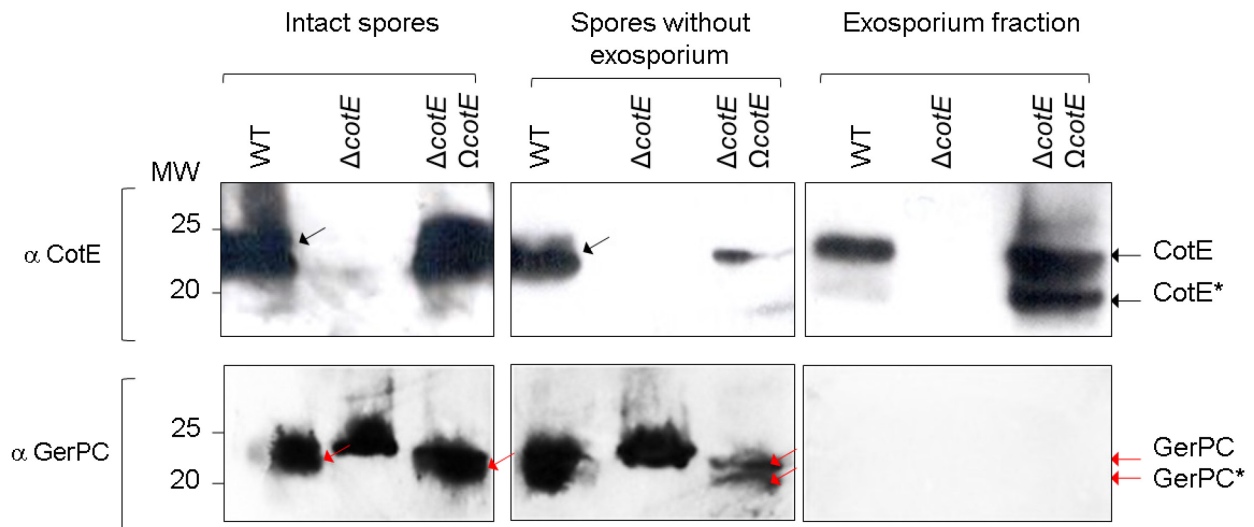 Intact spores
Spores without
exosporium
Exosporium fraction
WT
ΔcotE
ΔcotE
ΩcotE
WT
ΔcotE
ΔcotE
ΩcotE
WT
ΔcotE
ΔcotE
ΩcotE
MW
α CotE
25
20
CotE
CotE*
α GerPC
25
20
GerPC
GerPC*